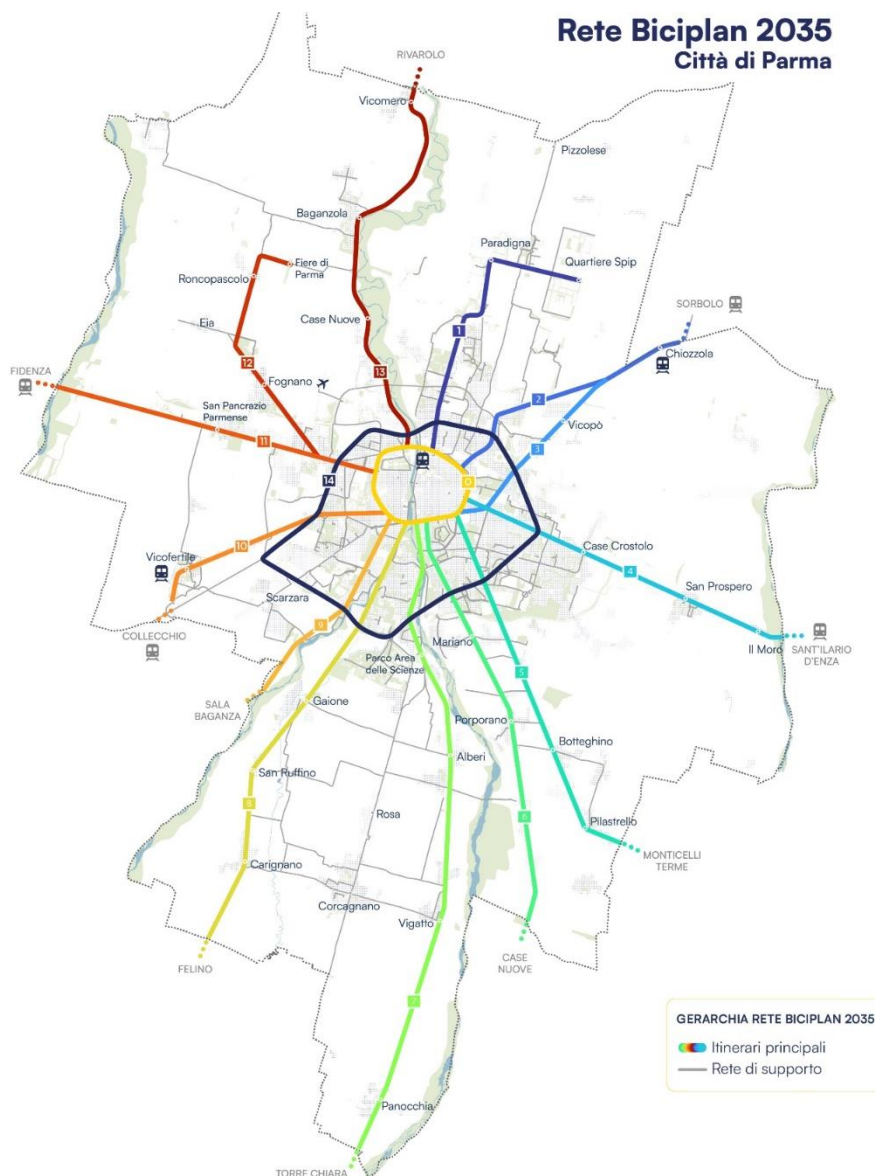 Rete Biciplan 2035
Città di Parma
RIVAROLO
Vicomero
Pizzolese
Baganzola
Paradigna
Fiere di
Parma
Quartiere Spip
Roncopascolo
SORBOLO
Case Nuove
1
Eia
Chiozzola
12
13
FIDENZA
Fognano
2
San Pancrazio
Parmense
Vicopò
11
3
14
0
10
Vicofertile
Case Crostolo
4
Scarzara
San Prospero
9
COLLECCHIO
Mariano
Il Moro
SANT'ILARIO
D'ENZA
Parco Area
delle Scienze
5
SALA
BAGANZA
Gaione
Porporano
Botteghino
Alberi
San Ruffino
8
Rosa
6
Pilastrello
MONTICELLI
TERME
Carignano
Corcagnano
Vigatto
FELINO
CASE
NUOVE
7
GERARCHIA RETE BICIPLAN 2035
Itinerari principali
Rete di supporto
Panocchia
TORRE CHIARA